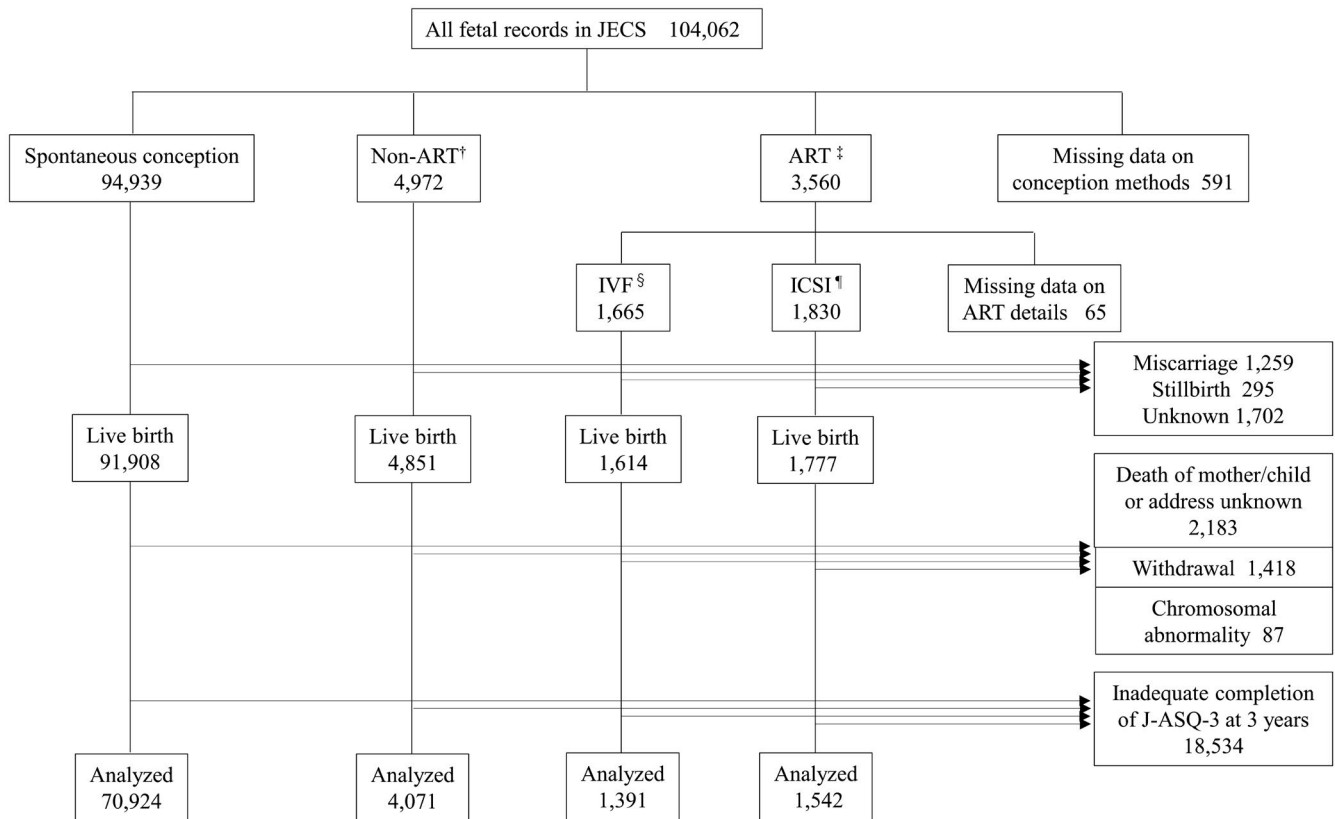 All fetal records in JECS 104,062
Spontaneous conception
94,939
Non-ART†
4,972
ART ‡
3,560
Missing data on
conception methods 591
IVF §
1,665
ICSI ¶
1,830
Missing data on
ART details 65
Miscarriage 1,259
Stillbirth 295
Unknown 1,702
Live birth
91,908
Live birth
4,851
Live birth
1,614
Live birth
1,777
Death of mother/child
or address unknown
2,183
Withdrawal 1,418
Chromosomal
abnormality 87
Inadequate completion
of J-ASQ-3 at 3 years
18,534
Analyzed
70,924
Analyzed
4,071
Analyzed
1,391
Analyzed
1,542